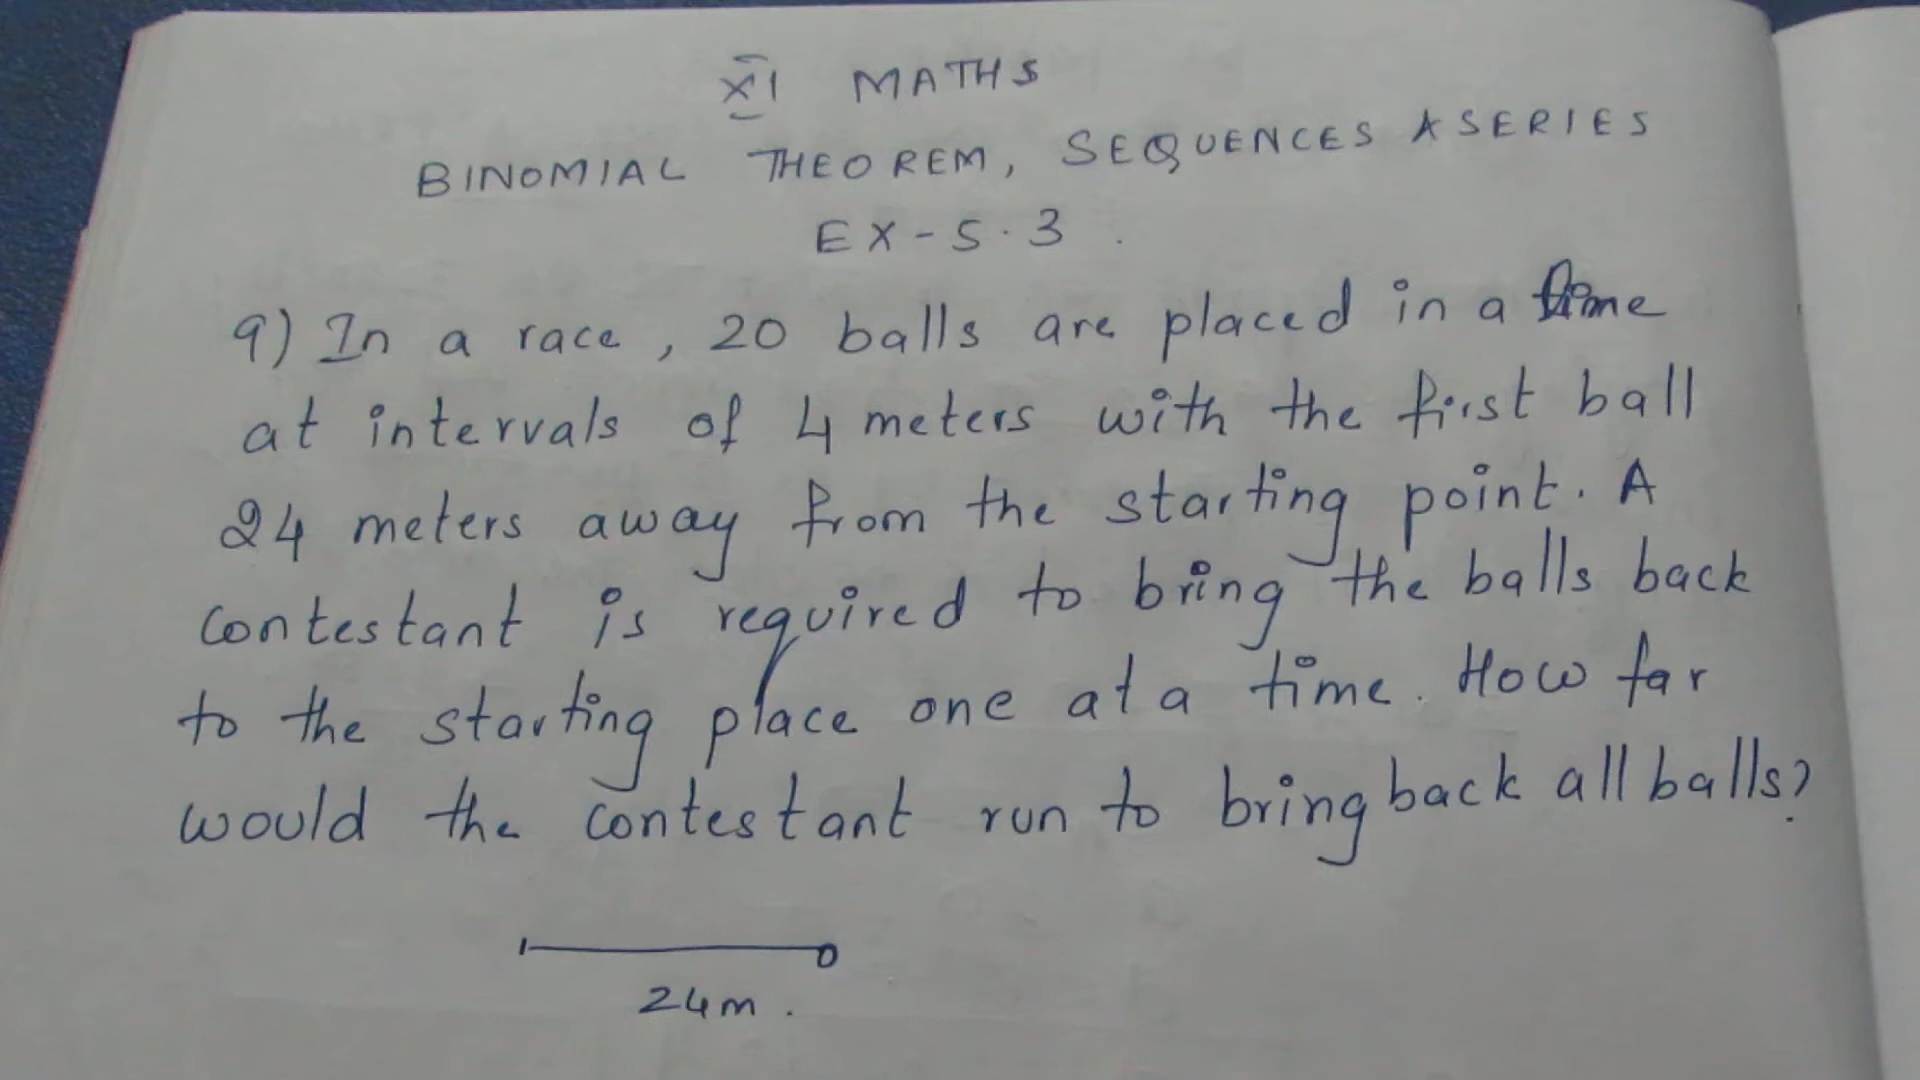 XI MATHS
BINOMIAL THEOREM, SEQUENCES & SERIES
EX-5.3.
9) In a race, 20 balls are placed in a line
at intervals of 4 meters with the first ball
24 meters away from the starting point. A
contestant is required to bring the balls back
to the starting place one at a time. How far
would the contestant run to bring back all balls?
24m.